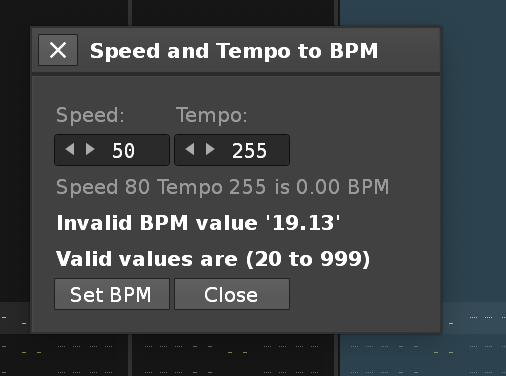 Speed and Tempo to BPM
Speed: Tempo:
50 255
Speed 80 Tempo 255 is 0.00 BPM
Invalid BPM value '19.13'
Valid values are (20 to 999)
Set BPM Close